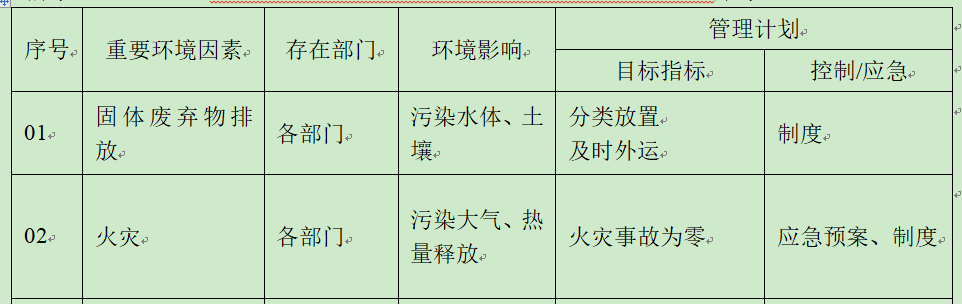 序号 重要环境因素 存在部门 环境影响 管理计划
目标指标 控制/应急
01 固体废弃物排放 各部门 污染水体、土壤 分类放置
及时外运 制度
02 火灾 各部门 污染大气、热量释放 火灾事故为零 应急预案、制度